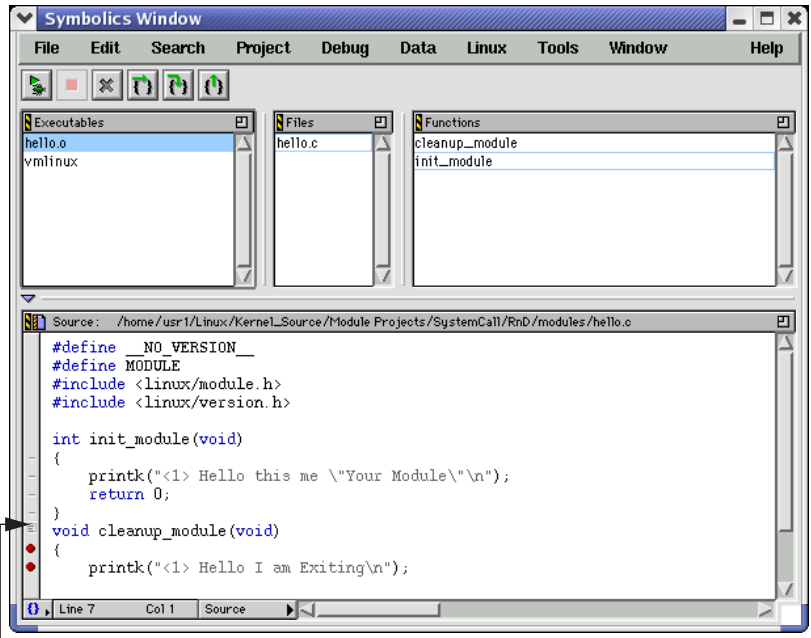 Symbolics Window
File Edit Search Project Debug Data Linux Tools Window Help
Executables
hello.o
vmlinux
Files
hello.c
Functions
cleanup_module
init_module
Source: /home/usr1/Linux/Kernel_Source/Module Projects/SystemCall/RnD/modules/hello.c
#define __NO_VERSION__
#define MODULE
#include <linux/module.h>
#include <linux/version.h>
int init_module(void)
{
printk("<1> Hello this me \"Your Module\"\n");
return 0;
}
void cleanup_module(void)
{
printk("<1> Hello I am Exiting\n");
Line 7 Col 1 Source